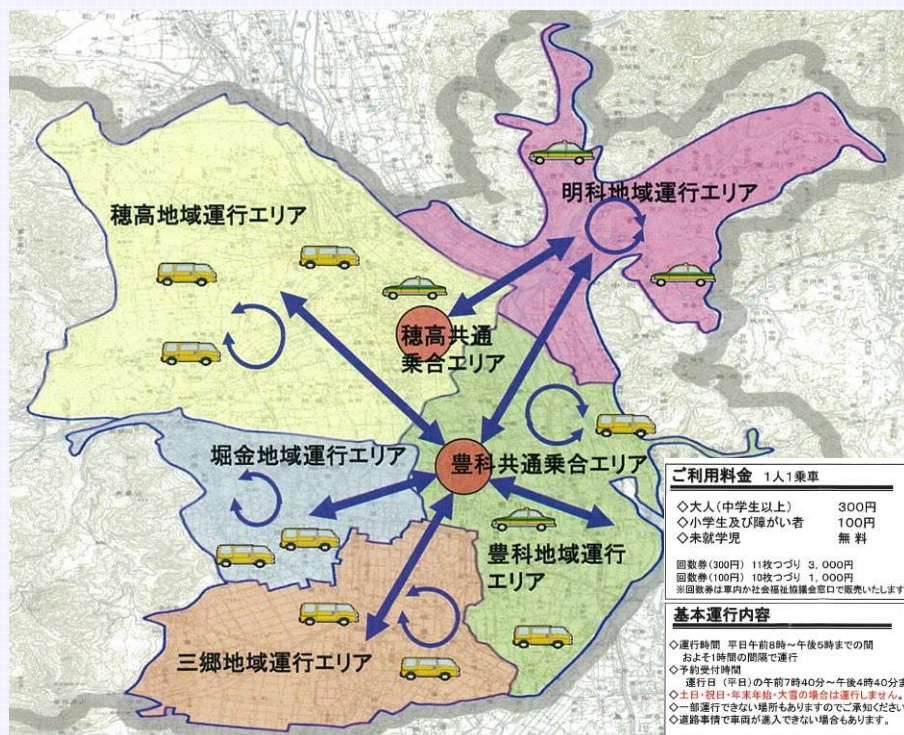 明科地域運行エリア
穂高地域運行エリア
穂高共通
乗合エリア
堀金地域運行エリア
豊科共通乗合エリア
豊科地域運行
エリア
三郷地域運行エリア
ご利用料金 1人1乗車
◇大人(中学生以上) 300円
◇小学生及び障がい者 100円
◇未就学児 無料
回数券(300円) 11枚つづり 3,000円
回数券(100円) 10枚つづり 1,000円
※回数券は車内か社会福祉協議会窓口で販売いたします
基本運行内容
◇運行時間 平日午前8時～午後5時までの間
およそ1時間の間隔で運行
◇予約受付時間
運行日（平日）の午前7時40分～午後4時40分ま
◇土日・祝日・年末年始・大雪の場合は運行しません。
◇一部運行できない場所もありますのでご承知ください
◇道路事情で車両が進入できない場合もあります。